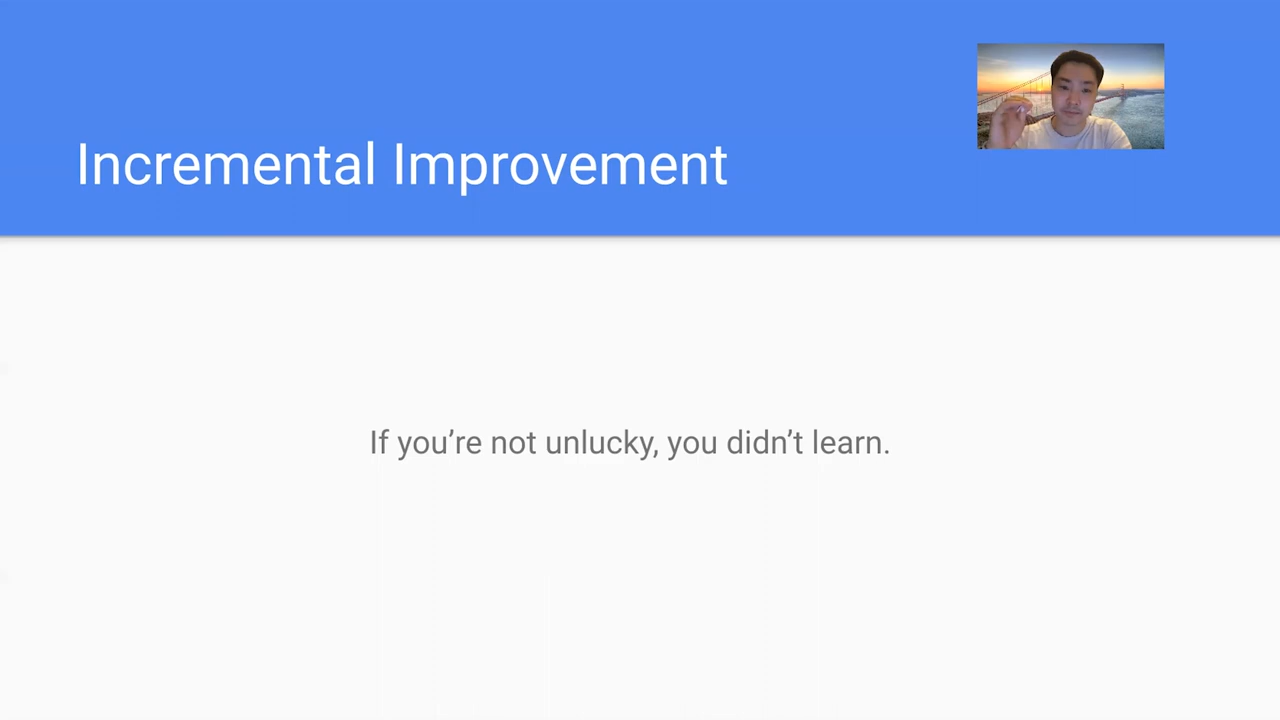 Incremental Improvement
If you’re not unlucky, you didn’t learn.